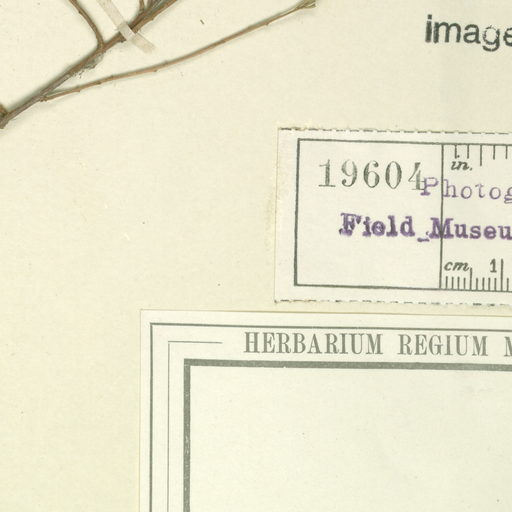 image
19604
in.
Photog
Field Museu
cm 1
HERBARIUM REGIUM M